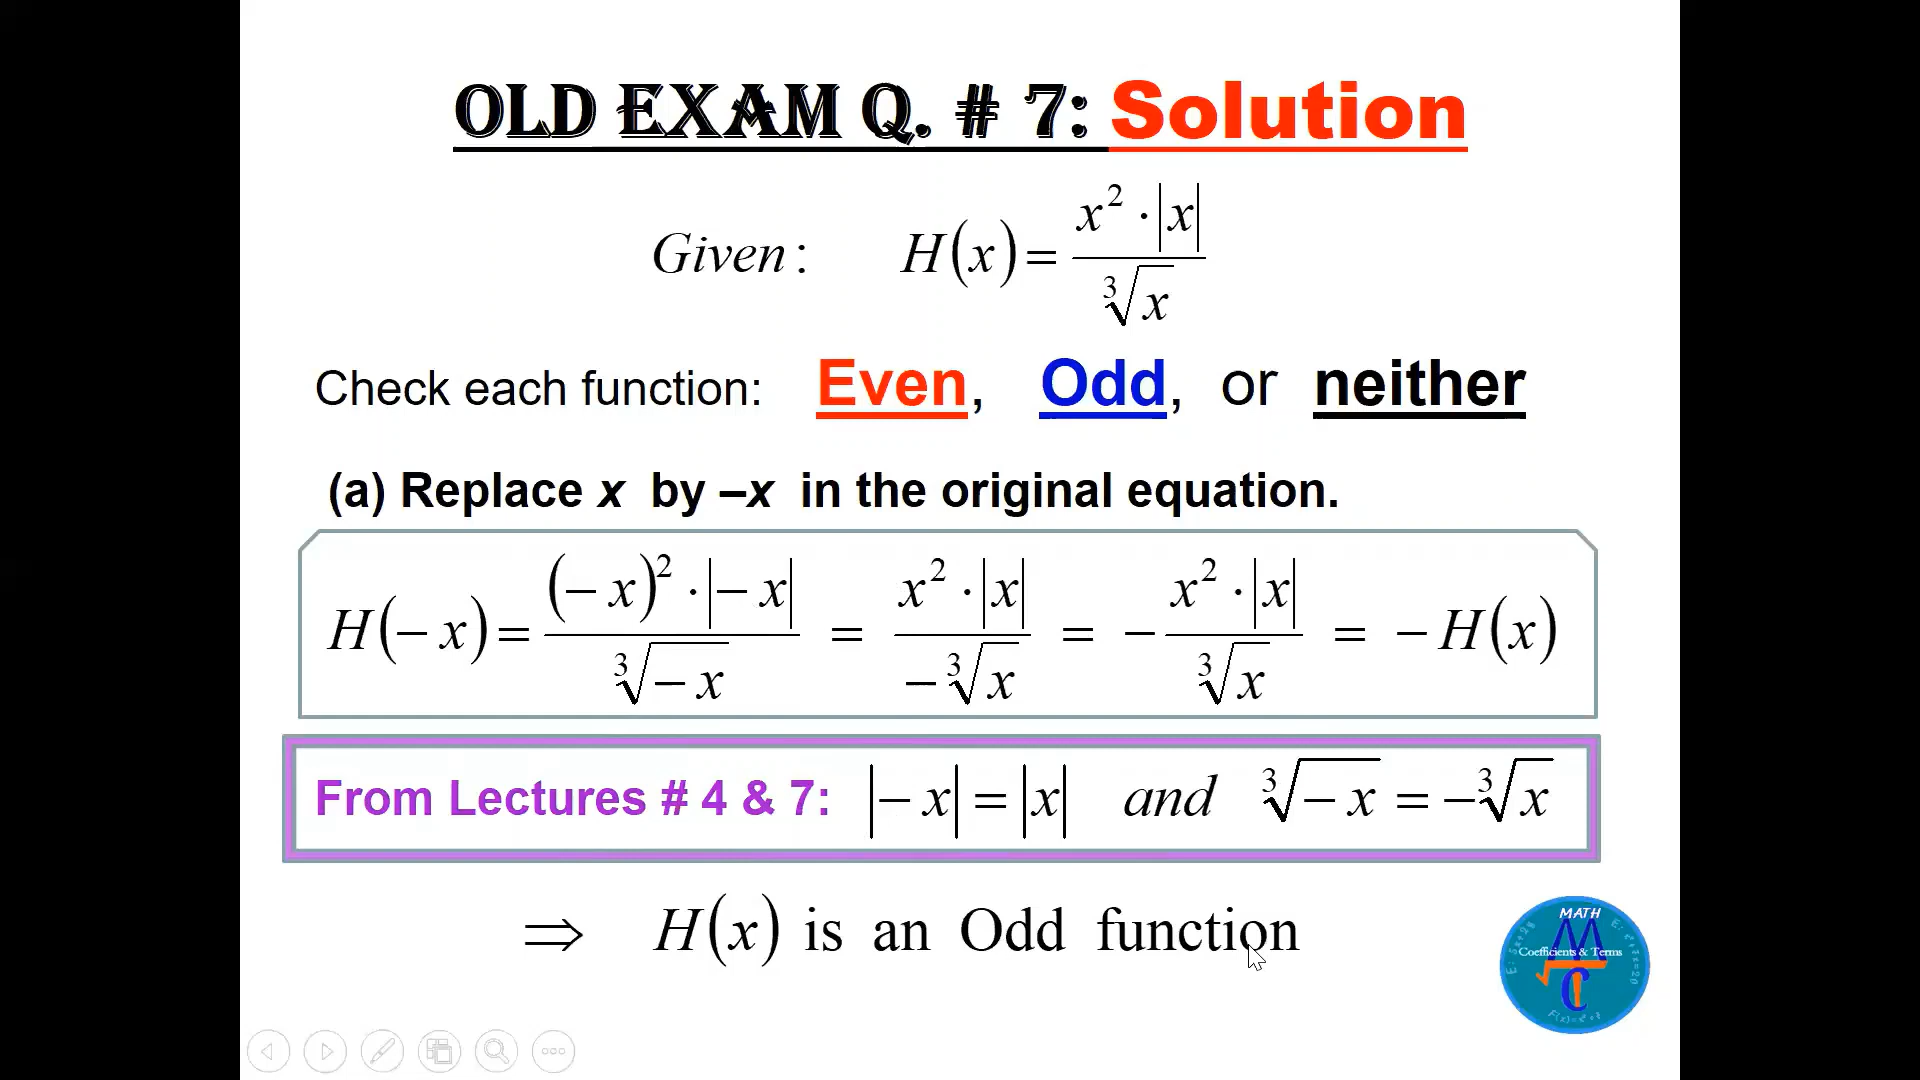 OLD EXAM Q. # 7: Solution
Given: H(x) = x² · |x| / ∛x
Check each function: Even, Odd, or neither
(a) Replace x by –x in the original equation.
H(−x) = (−x)² · |−x| / ∛−x = x² · |x| / −∛x = − x² · |x| / ∛x = − H(x)
From Lectures # 4 & 7: |−x| = |x| and ∛−x = −∛x
⇒ H(x) is an Odd function
MATH
Coefficients & Terms